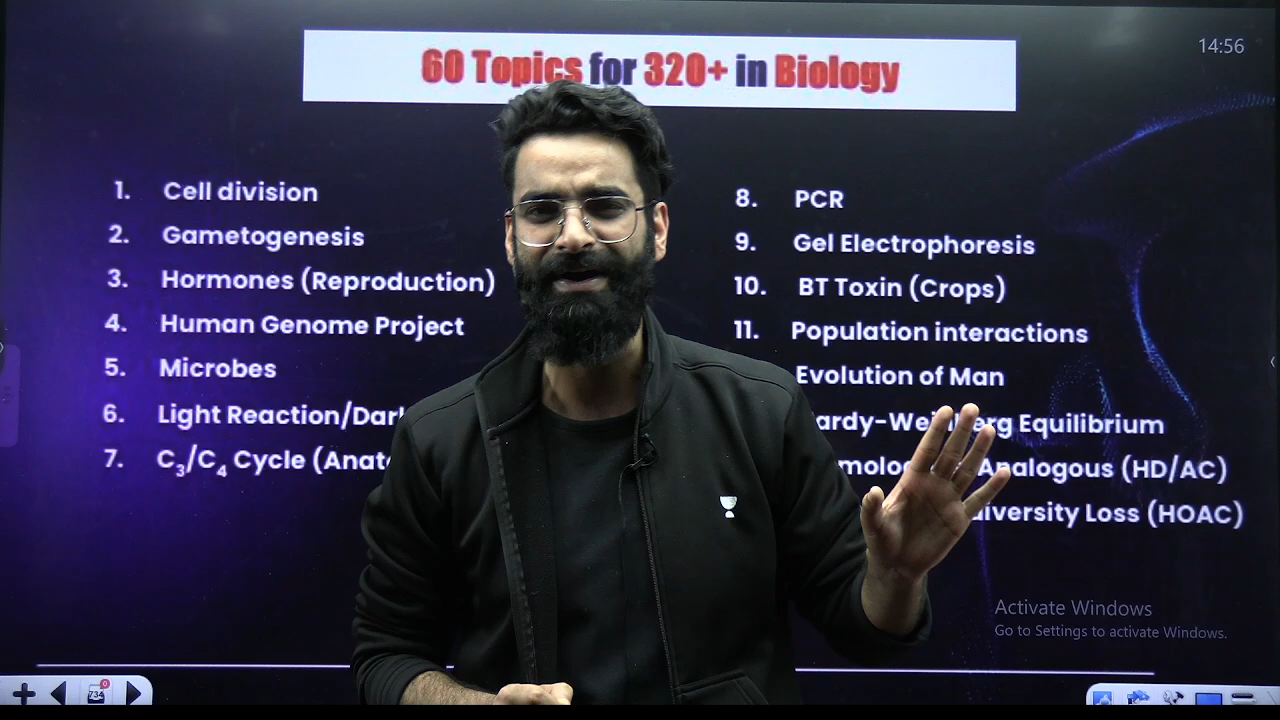 60 Topics for 320+ in Biology
14:56
1. Cell division
2. Gametogenesis
3. Hormones (Reproduction)
4. Human Genome Project
5. Microbes
6. Light Reaction/Dark
7. C3/C4 Cycle (Anat
8. PCR
9. Gel Electrophoresis
10. BT Toxin (Crops)
11. Population interactions
Evolution of Man
Equilibrium
Analogous (HD/AC)
Loss (HOAC)
Activate Windows
Go to Settings to activate Windows.
734
0